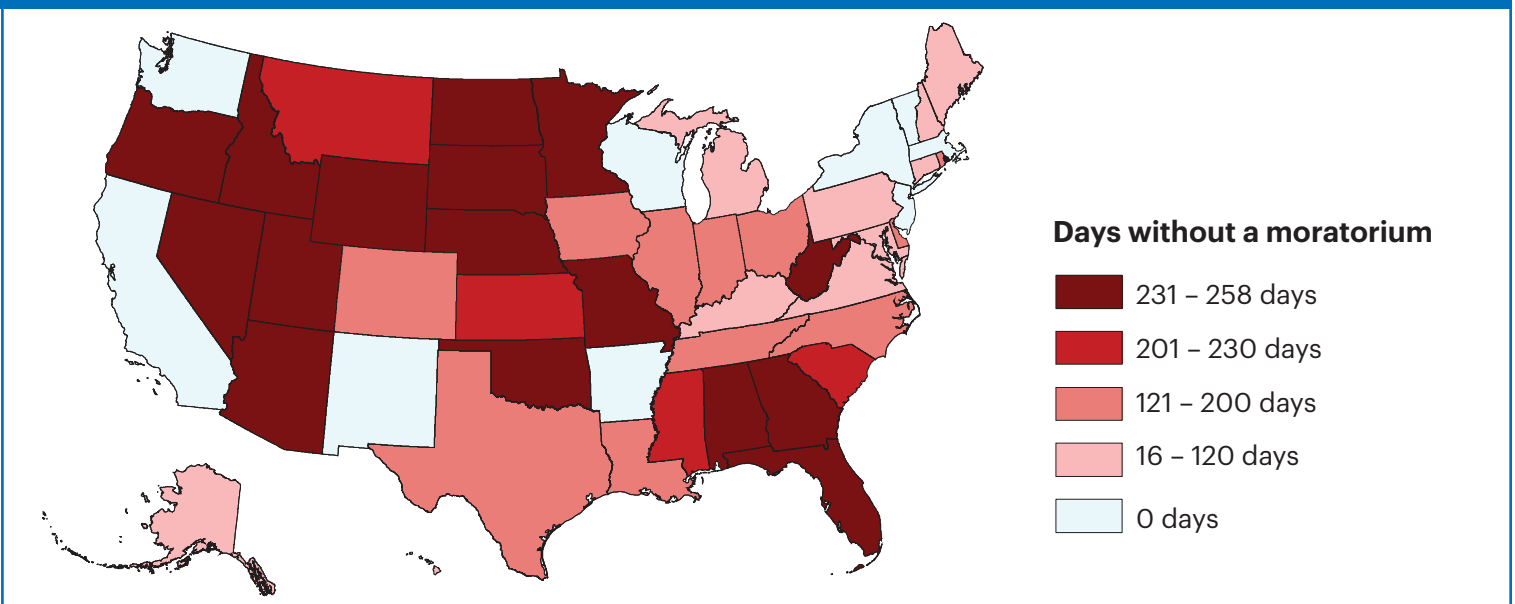 Days without a moratorium
231 – 258 days
201 – 230 days
121 – 200 days
16 – 120 days
0 days